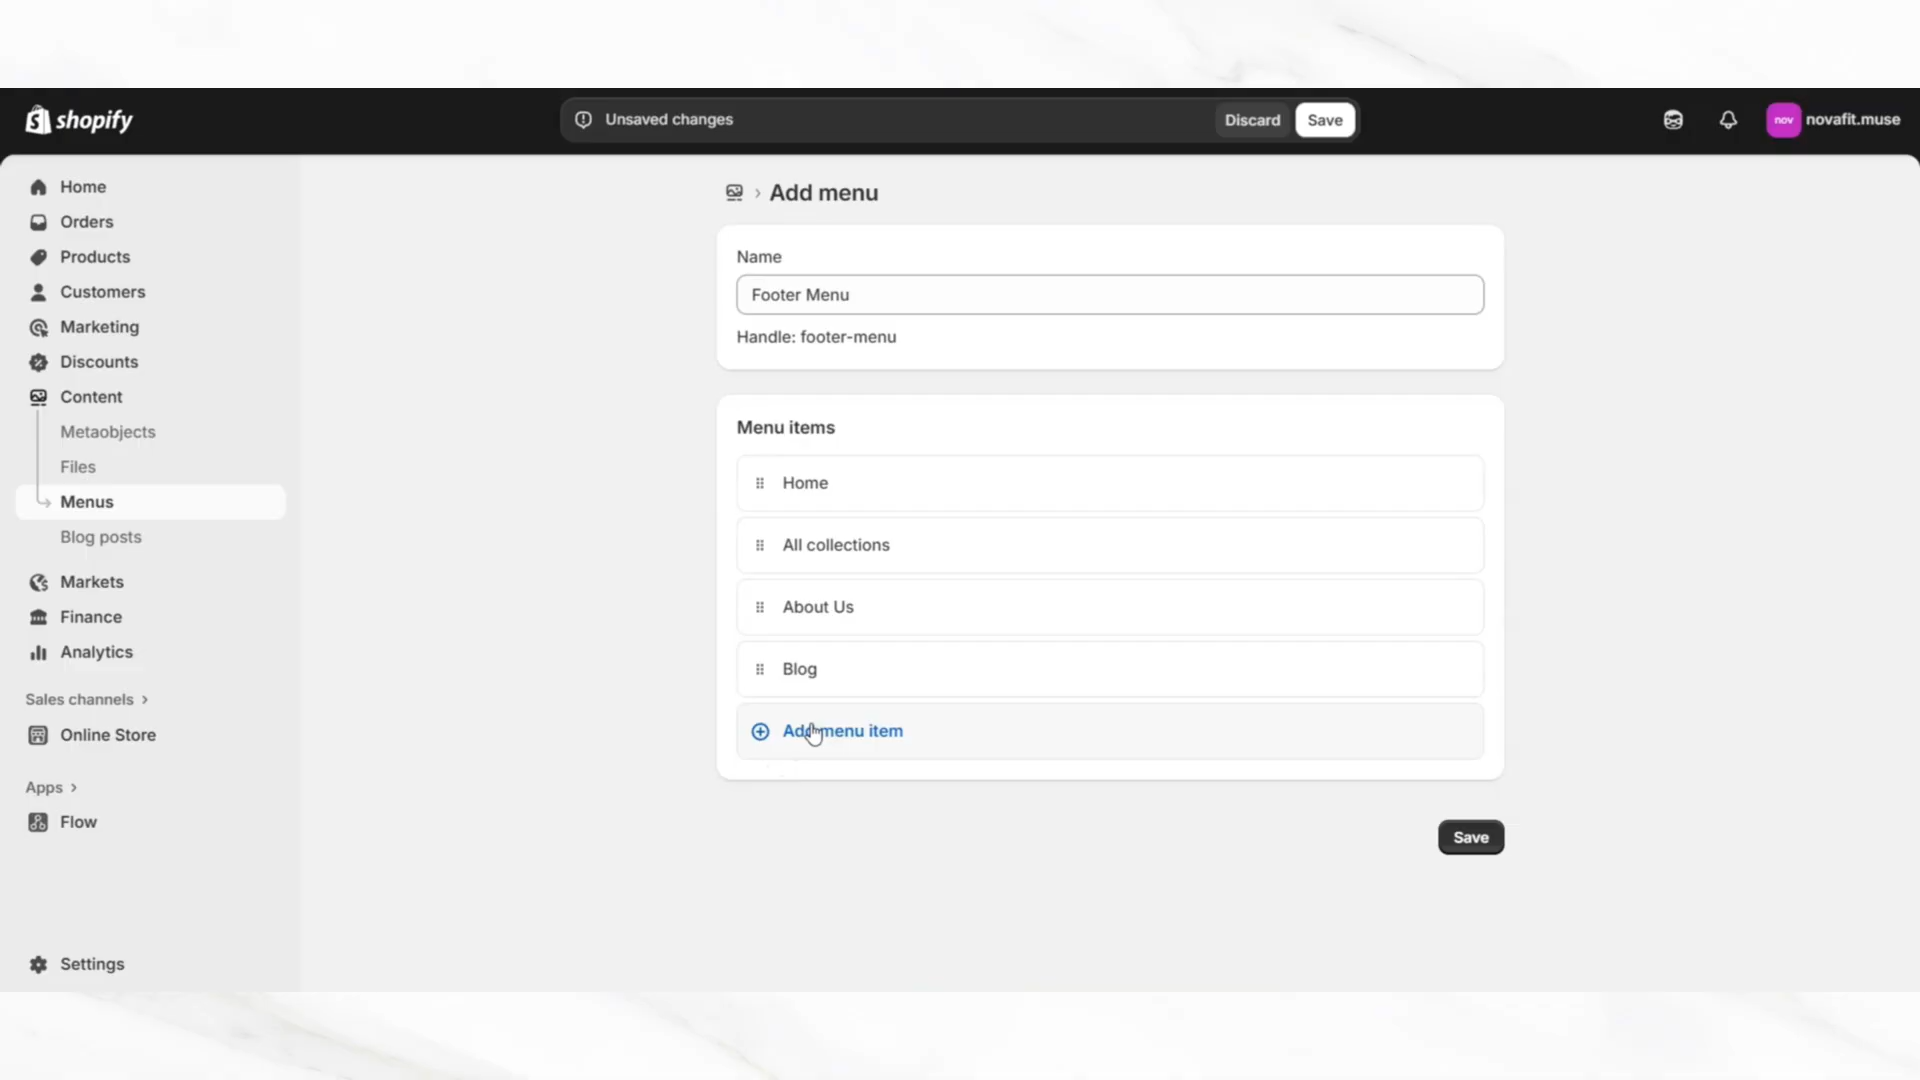 shopify
Unsaved changes
Discard
Save
nov
novafit.muse
Home
Orders
Products
Customers
Marketing
Discounts
Content
Metaobjects
Files
Menus
Blog posts
Markets
Finance
Analytics
Sales channels
Online Store
Apps
Flow
Settings
Add menu
Name
Footer Menu
Handle: footer-menu
Menu items
Home
All collections
About Us
Blog
Add menu item
Save